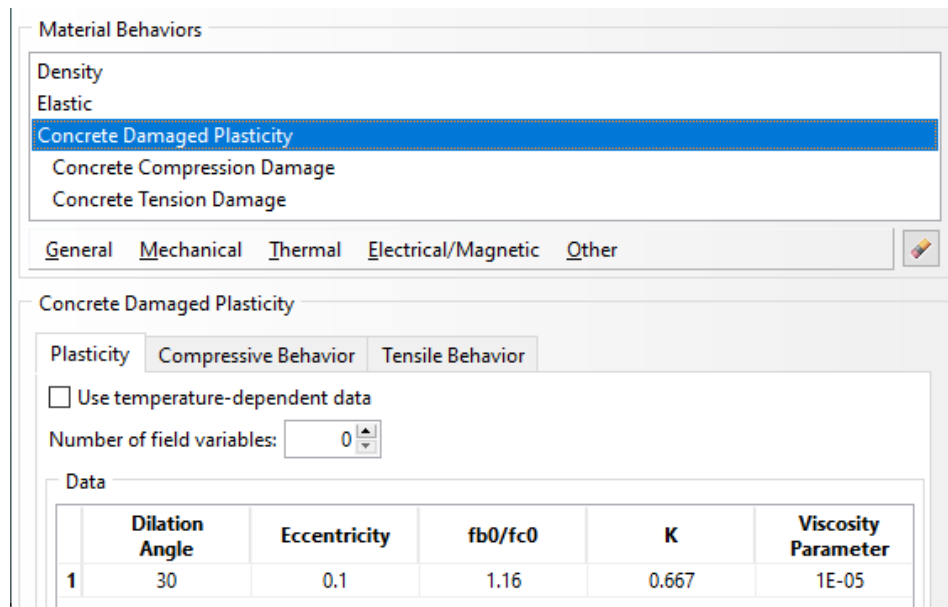 Material Behaviors
Density
Elastic
Concrete Damaged Plasticity
Concrete Compression Damage
Concrete Tension Damage
General Mechanical Thermal Electrical/Magnetic Other
Concrete Damaged Plasticity
Plasticity Compressive Behavior Tensile Behavior
Use temperature-dependent data
Number of field variables: 0
Data
Dilation Angle Eccentricity fb0/fc0 K Viscosity Parameter
1 30 0.1 1.16 0.667 1E-05